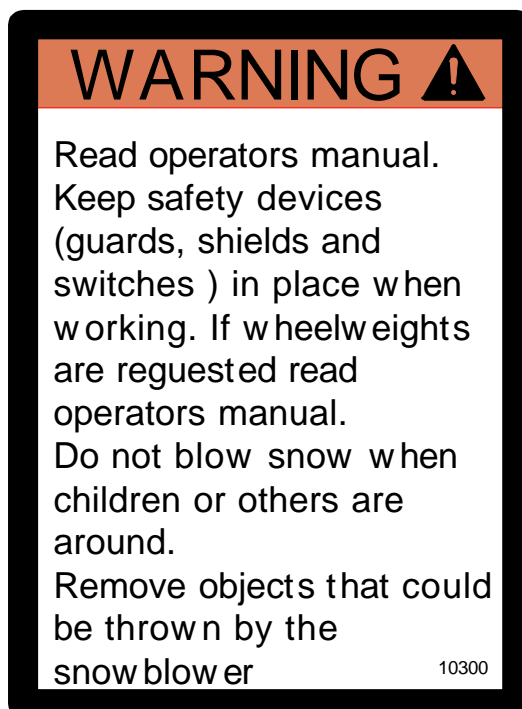 WARNING
Read operators manual.
Keep safety devices
(guards, shields and
switches ) in place when
working. If wheelweights
are reguested read
operators manual.
Do not blow snow when
children or others are
around.
Remove objects that could
be thrown by the
snowblower
10300